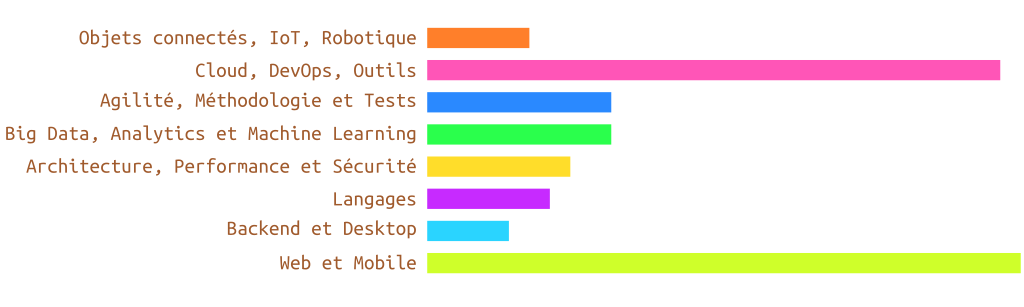 Objets connectés, IoT, Robotique
Cloud, DevOps, Outils
Agilité, Méthodologie et Tests
Big Data, Analytics et Machine Learning
Architecture, Performance et Sécurité
Langages
Backend et Desktop
Web et Mobile